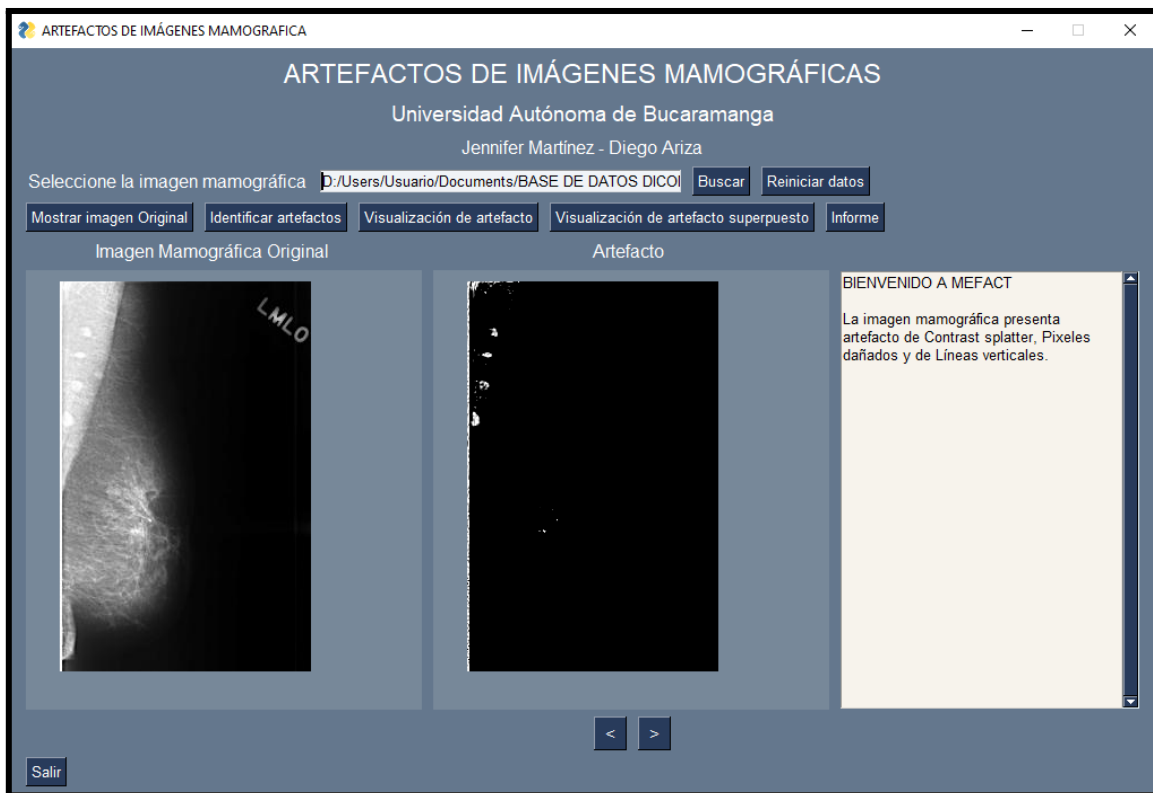 ARTEFACTOS DE IMÁGENES MAMOGRAFICA
ARTEFACTOS DE IMÁGENES MAMOGRÁFICAS
Universidad Autónoma de Bucaramanga
Jennifer Martínez - Diego Ariza
Seleccione la imagen mamográfica D:/Users/Usuario/Documents/BASE DE DATOS DICO Buscar Reiniciar datos
Mostrar imagen Original Identificar artefactos Visualización de artefacto Visualización de artefacto superpuesto Informe
Imagen Mamográfica Original Artefacto
LMLO
BIENVENIDO A MEFACT
La imagen mamográfica presenta
artefacto de Contrast splatter, Pixeles
dañados y de Líneas verticales.
< >
Salir